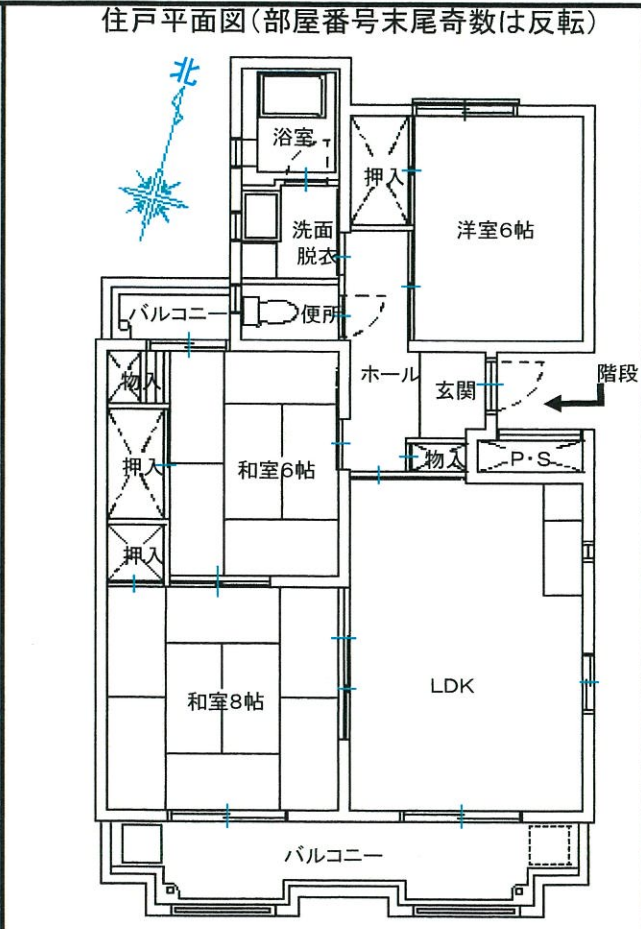 住戸平面図(部屋番号末尾奇数は反転)
北
浴室
押入
洋室6帖
洗面
脱衣
バルコニー
便所
ホール
玄関
階段
物入
押入
和室6帖
物入
P・S
押入
和室8帖
LDK
バルコニー